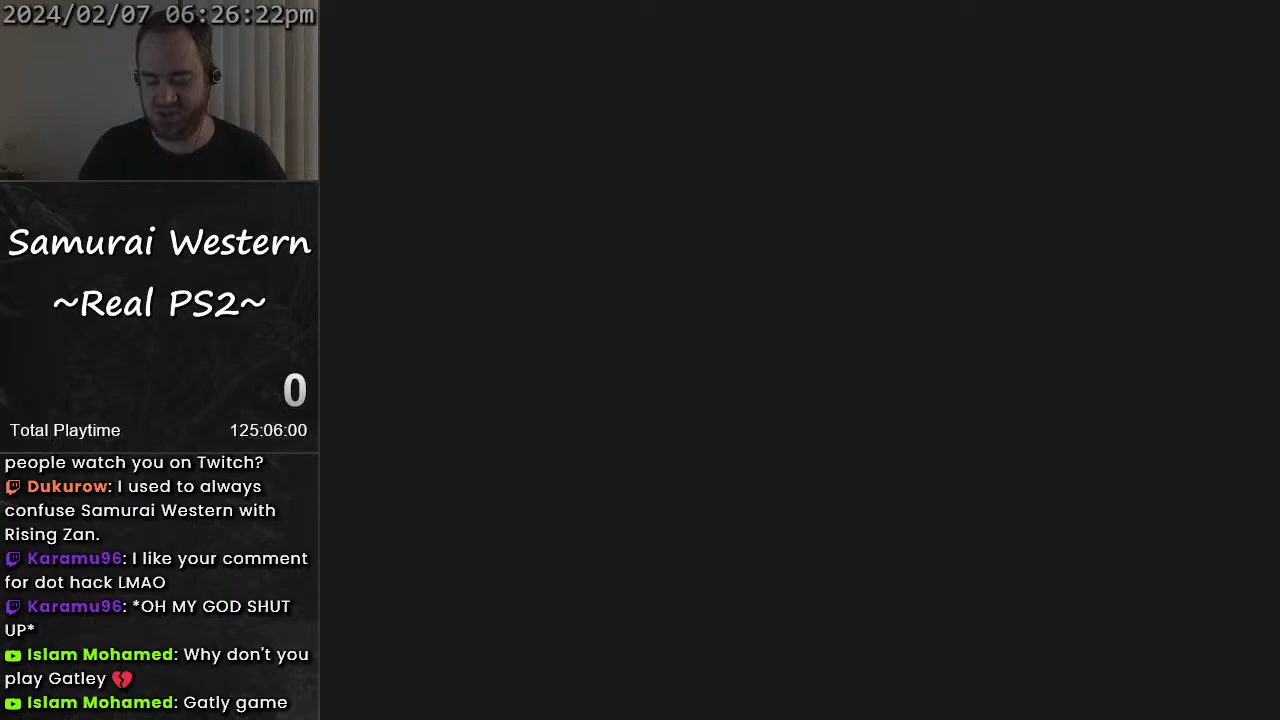 2024/02/07 06:26:22pm
Samurai Western
~Real PS2~
0
Total Playtime 125:06:00
people watch you on Twitch?
Dukurow: I used to always
confuse Samurai Western with
Rising Zan.
Karamu96: I like your comment
for dot hack LMAO
Karamu96: *OH MY GOD SHUT
UP*
Islam Mohamed: Why don't you
play Gatley 💔
Islam Mohamed: Gatly game